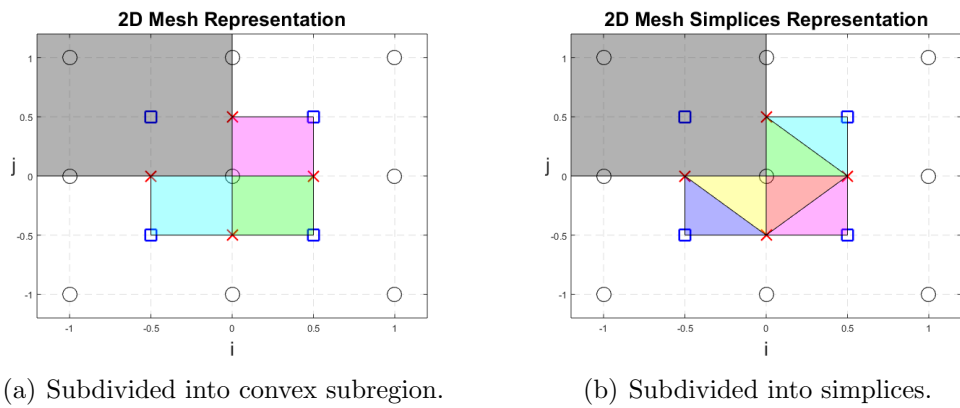 2D Mesh Representation
1
0.5
j
0
-0.5
-1
-1
-0.5
0
0.5
1
i
2D Mesh Simplices Representation
1
0.5
j
0
-0.5
-1
-1
-0.5
0
0.5
1
i
(a) Subdivided into convex subregion.
(b) Subdivided into simplices.